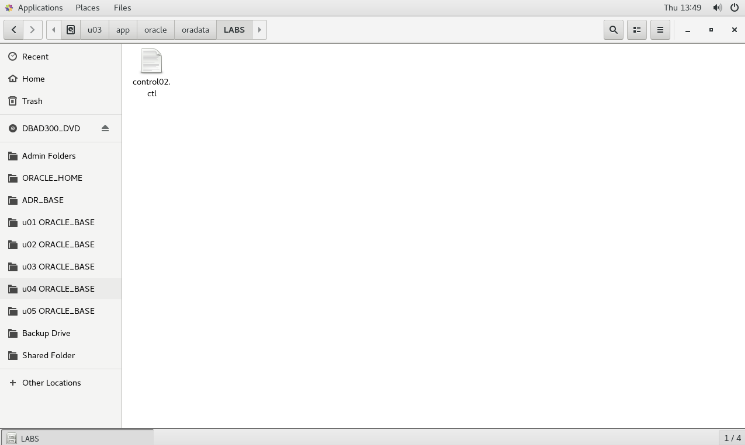 Applications Places Files Thu 13:49
u03 app oracle oradata LABS
Recent
Home
Trash
DBAD300_DVD
Admin Folders
ORACLE_HOME
ADR_BASE
u01 ORACLE_BASE
u02 ORACLE_BASE
u03 ORACLE_BASE
u04 ORACLE_BASE
u05 ORACLE_BASE
Backup Drive
Shared Folder
Other Locations
control02.
ctl
LABS 1 / 4